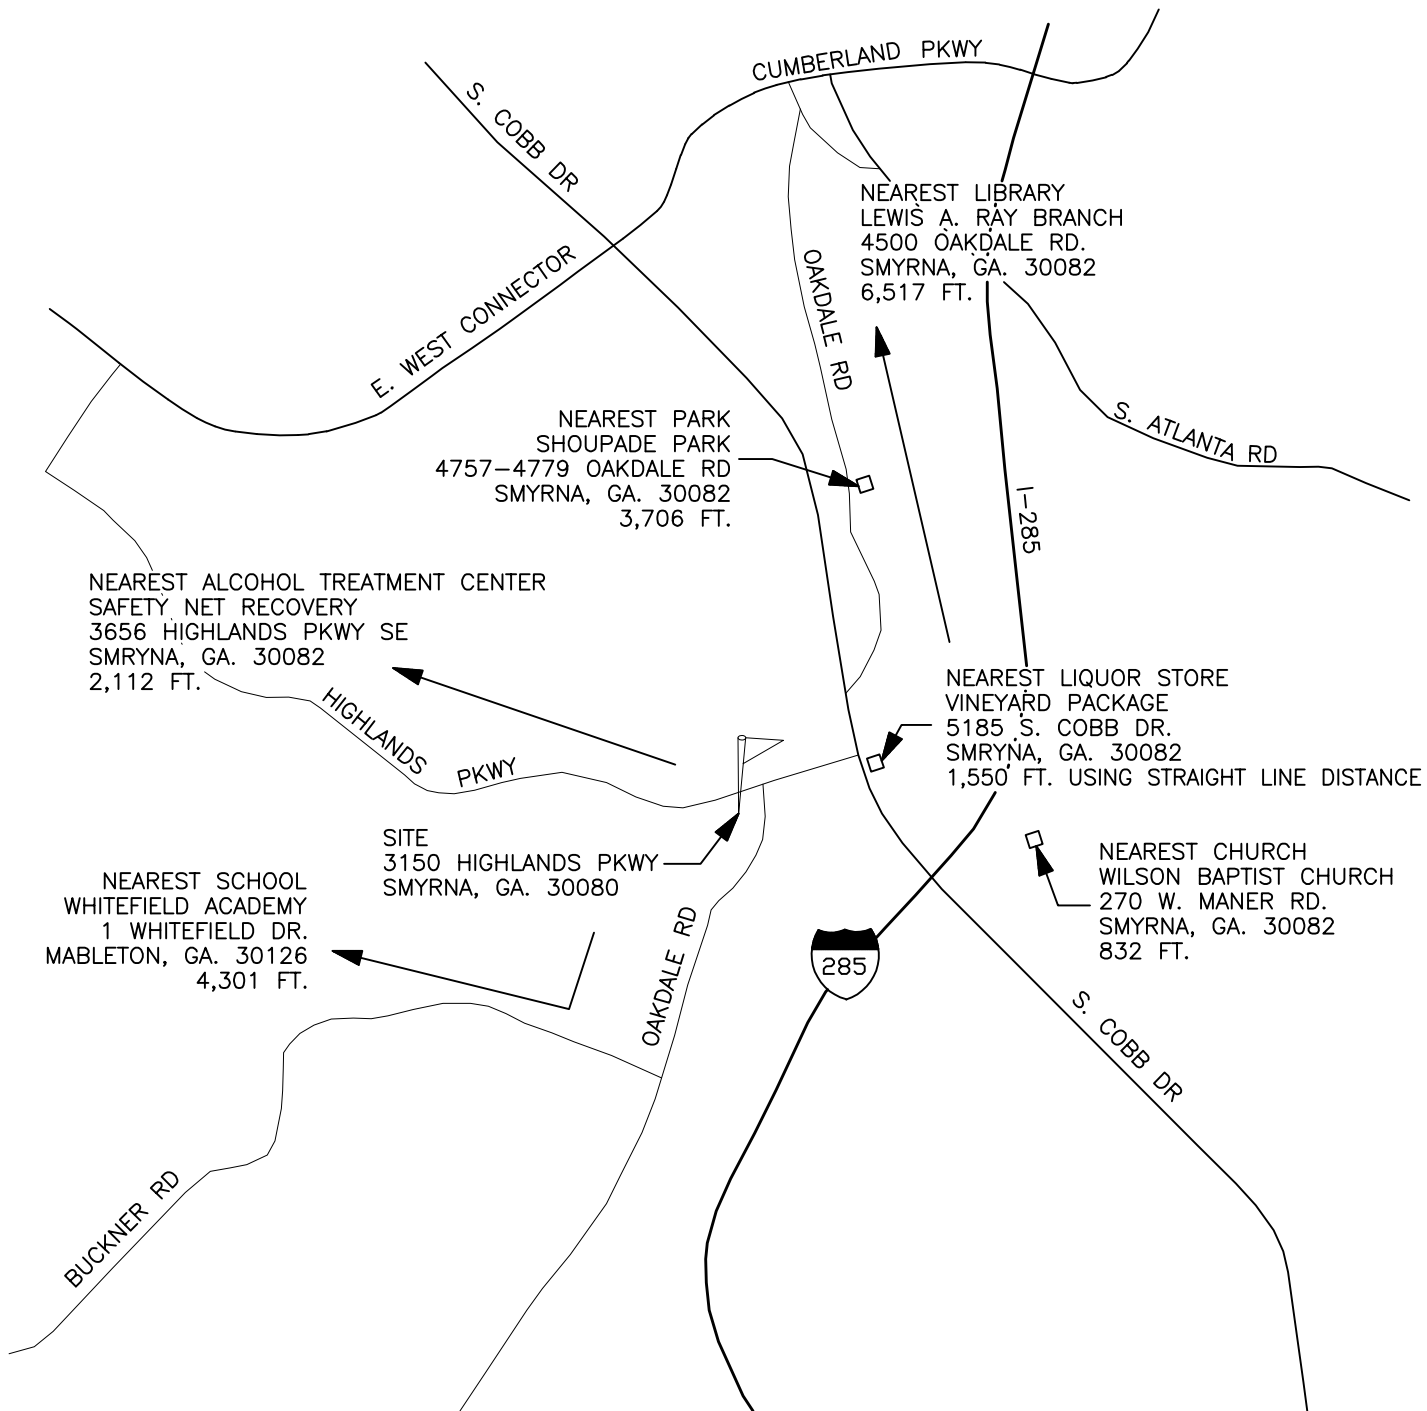 CUMBERLAND PKWY
S. COBB DR
NEAREST LIBRARY
LEWIS A. RAY BRANCH
4500 OAKDALE RD.
SMYRNA, GA. 30082
6,517 FT.
OAKDALE RD
E. WEST CONNECTOR
NEAREST PARK
SHOUPADE PARK
4757-4779 OAKDALE RD
SMYRNA, GA. 30082
3,706 FT.
S. ATLANTA RD
I-285
NEAREST ALCOHOL TREATMENT CENTER
SAFETY NET RECOVERY
3656 HIGHLANDS PKWY SE
SMRYNA, GA. 30082
2,112 FT.
HIGHLANDS PKWY
NEAREST LIQUOR STORE
VINEYARD PACKAGE
5185 S. COBB DR.
SMRYNA, GA. 30082
1,550 FT. USING STRAIGHT LINE DISTANCE
SITE
3150 HIGHLANDS PKWY
SMYRNA, GA. 30080
NEAREST CHURCH
WILSON BAPTIST CHURCH
270 W. MANER RD.
SMYRNA, GA. 30082
832 FT.
NEAREST SCHOOL
WHITEFIELD ACADEMY
1 WHITEFIELD DR.
MABLETON, GA. 30126
4,301 FT.
OAKDALE RD
285
S. COBB DR
BUCKNER RD